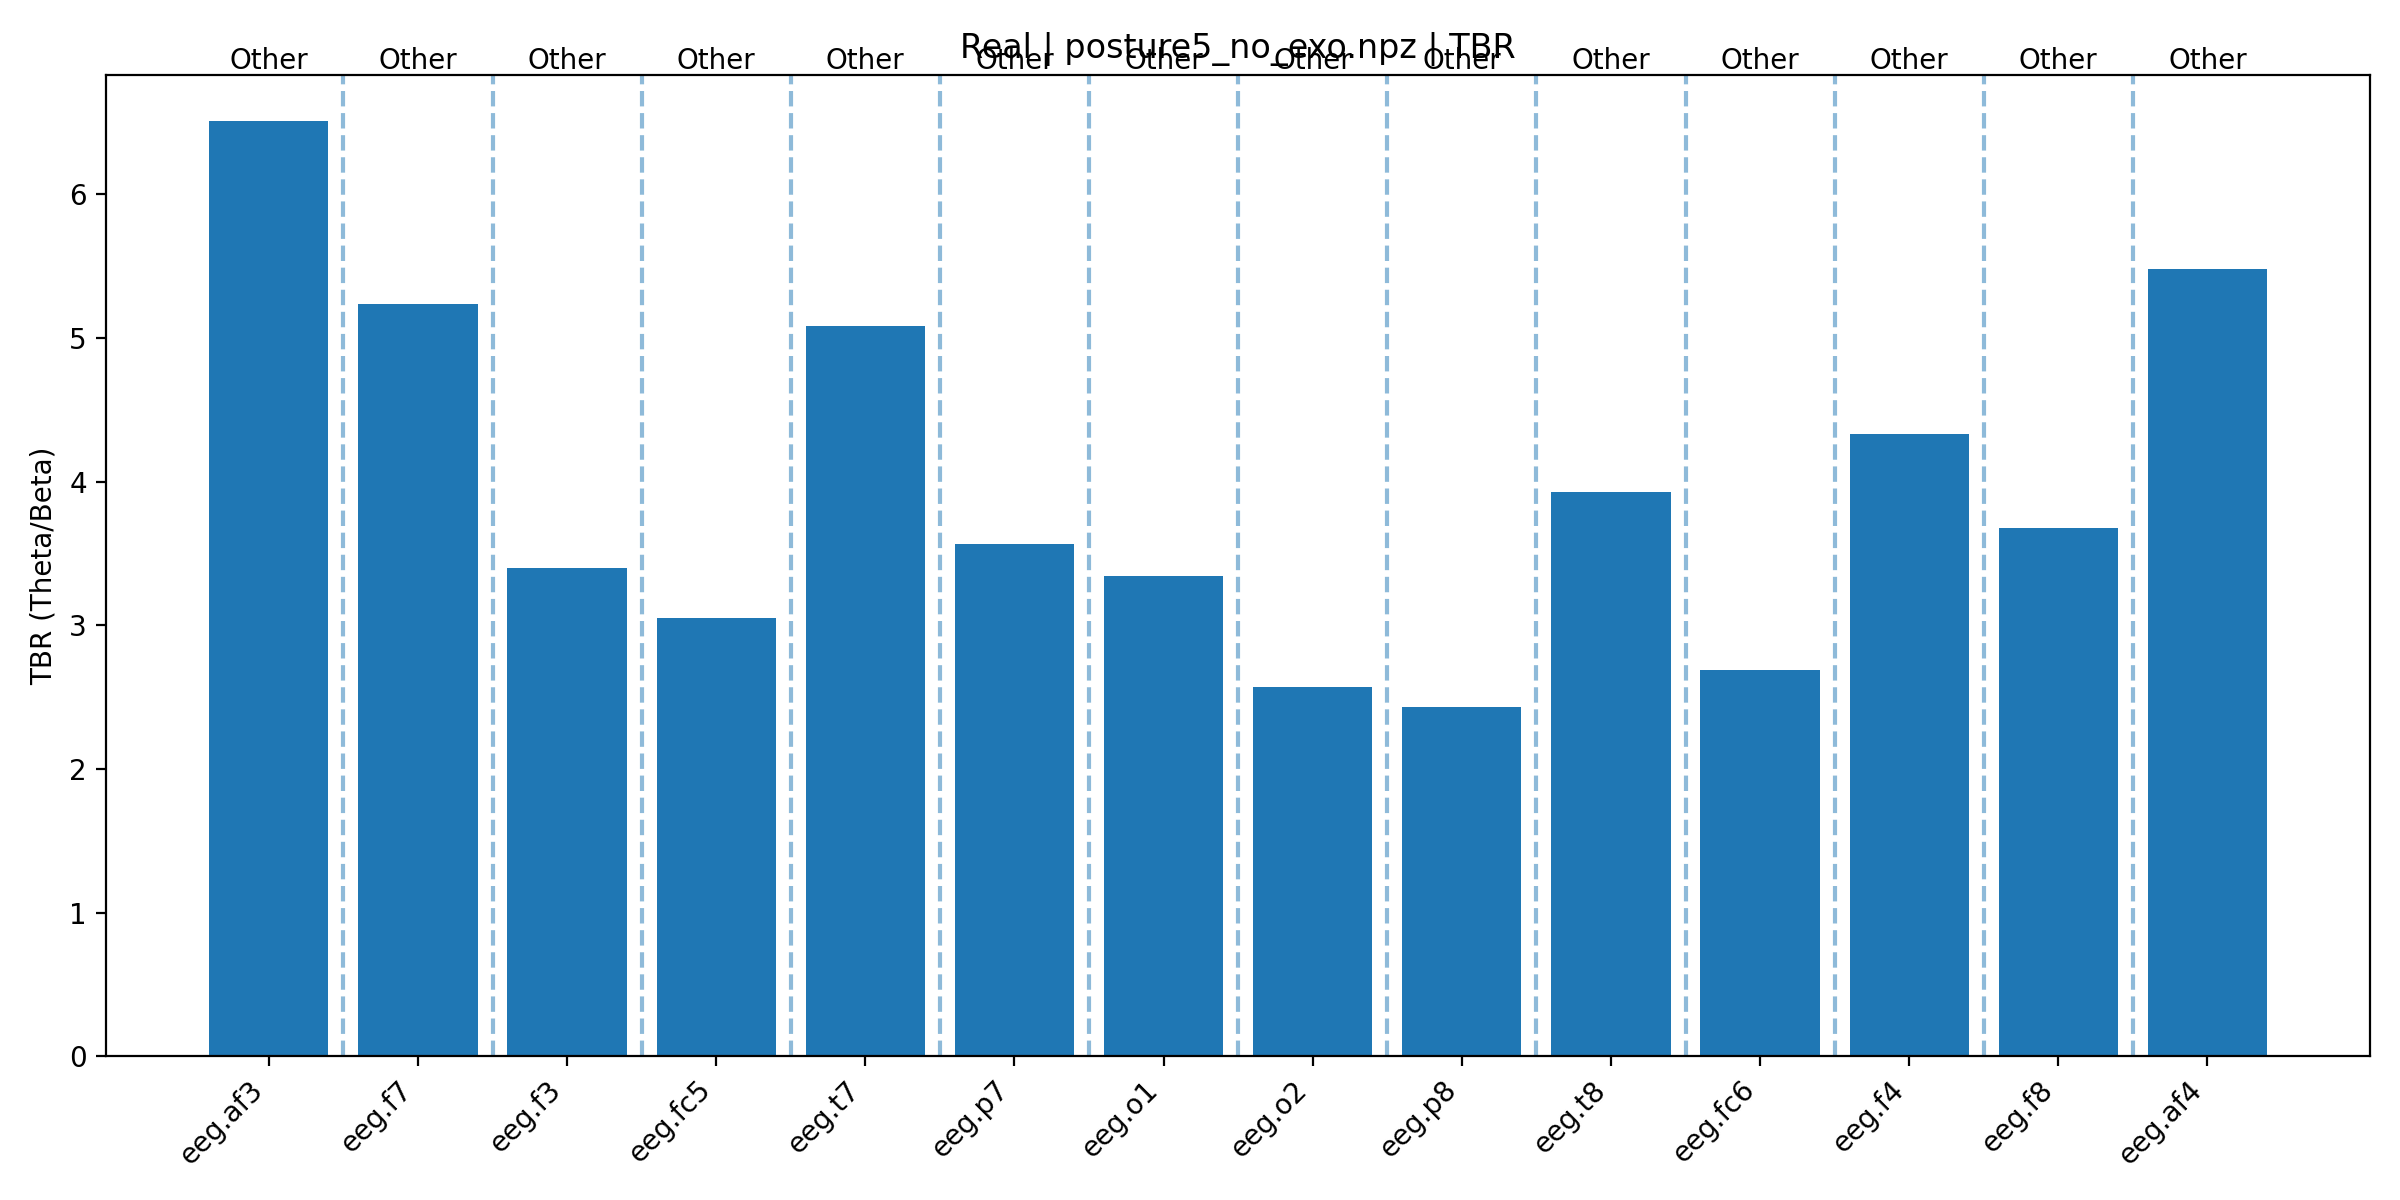 Real | posture5_no_exo.npz | TBR
Other Other Other Other Other Other Other Other Other Other Other Other Other Other
TBR (Theta/Beta)
6
5
4
3
2
1
0
eeg.af3 eeg.f7 eeg.f3 eeg.fc5 eeg.t7 eeg.p7 eeg.o1 eeg.o2 eeg.p8 eeg.t8 eeg.fc6 eeg.f4 eeg.f8 eeg.af4